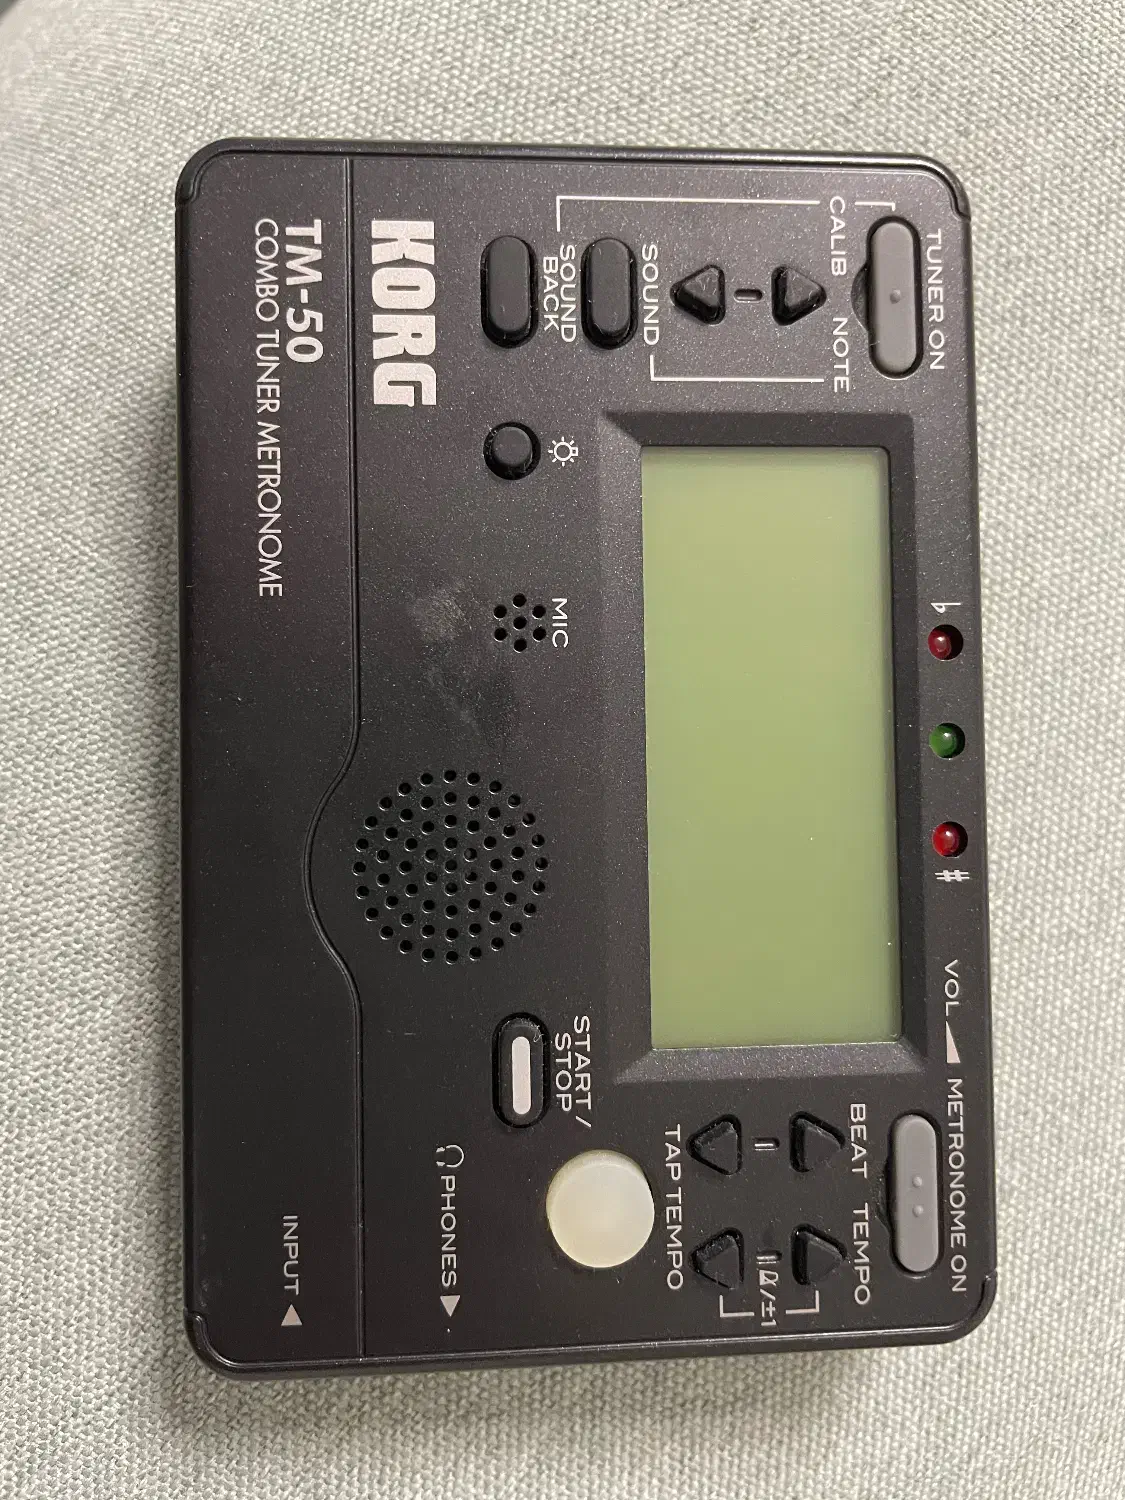 TUNER ON
♭
♯
VOL
METRONOME ON
CALIB
NOTE
BEAT
TEMPO
/±1
SOUND
SOUND
BACK
TAP TEMPO
MIC
START/
STOP
KORG
PHONES
TM-50
COMBO TUNER METRONOME
INPUT